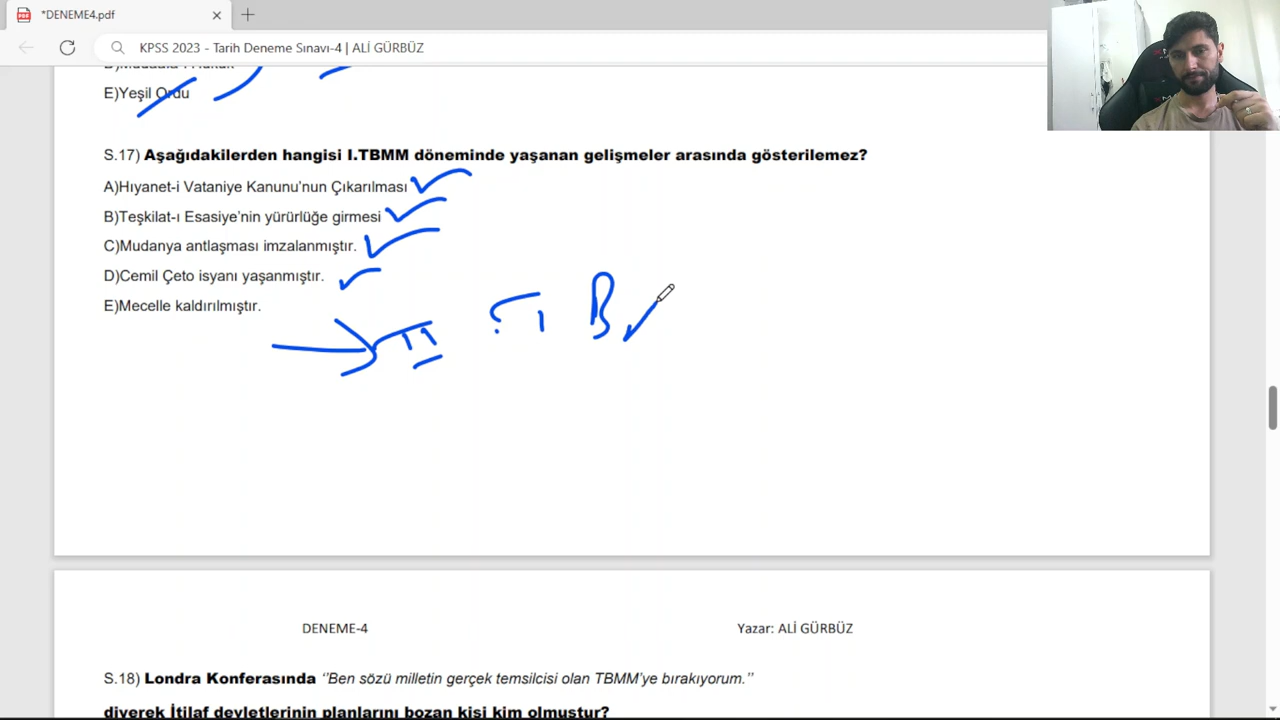 *DENEME4.pdf
KPSS 2023 - Tarih Deneme Sınavı-4 | ALİ GÜRBÜZ
E)Yeşil Ordu
S.17) Aşağıdakilerden hangisi I.TBMM döneminde yaşanan gelişmeler arasında gösterilemez?
A)Hıyanet-i Vataniye Kanunu'nun Çıkarılması
B)Teşkilat-ı Esasiye'nin yürürlüğe girmesi
C)Mudanya antlaşması imzalanmıştır.
D)Cemil Çeto isyanı yaşanmıştır.
E)Mecelle kaldırılmıştır.
II
B
DENEME-4
Yazar: ALİ GÜRBÜZ
S.18) Londra Konferasında ‘’Ben sözü milletin gerçek temsilcisi olan TBMM’ye bırakıyorum.’’
diyerek İtilaf devletlerinin planlarını bozan kişi kim olmuştur?